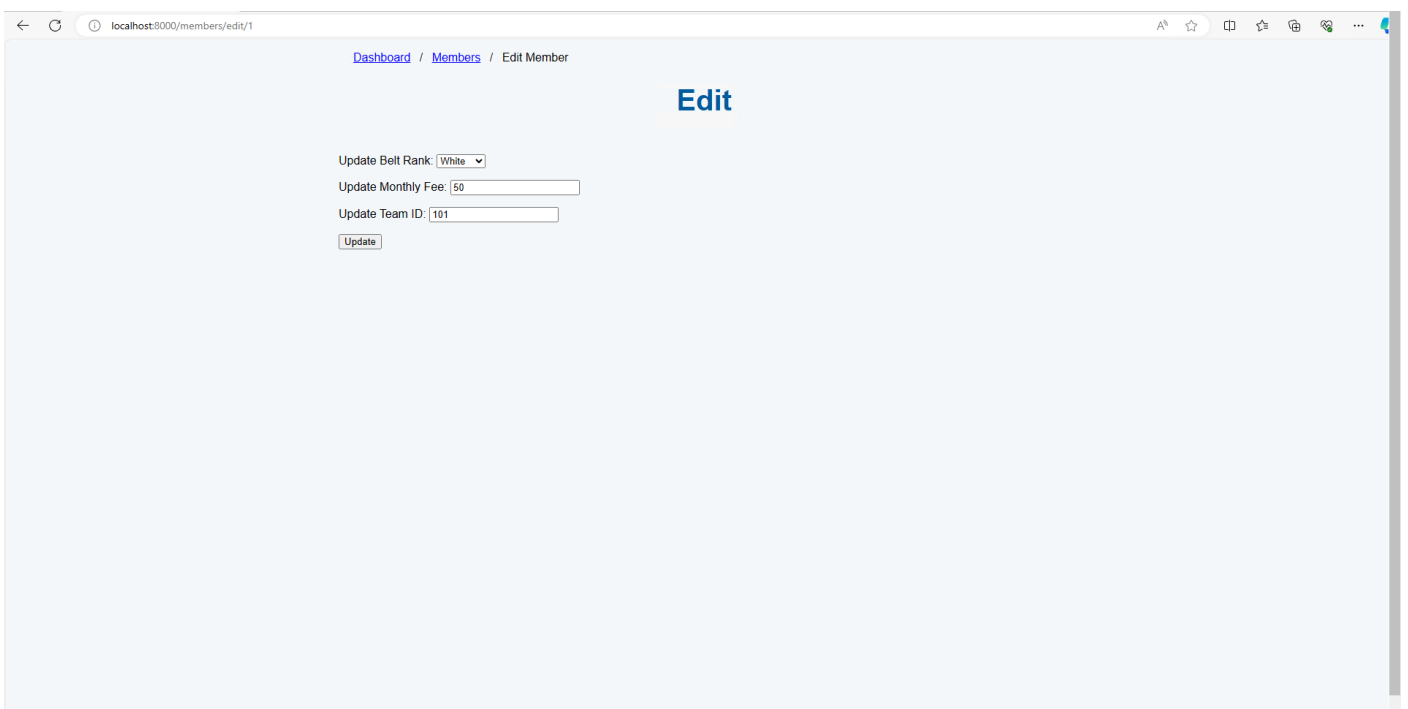 localhost:8000/members/edit/1
Dashboard / Members / Edit Member
Edit
Update Belt Rank: White
Update Monthly Fee: 50
Update Team ID: 101
Update